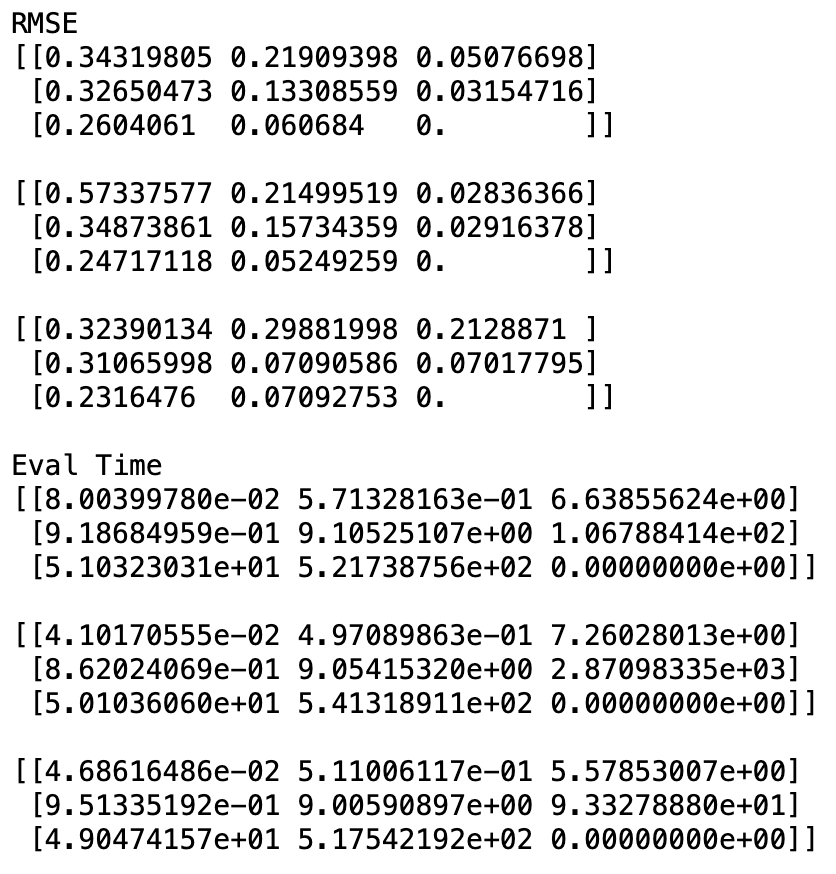 RMSE
[[0.34319805 0.21909398 0.05076698]
 [0.32650473 0.13308559 0.03154716]
 [0.2604061  0.060684   0.        ]]

[[0.57337577 0.21499519 0.02836366]
 [0.34873861 0.15734359 0.02916378]
 [0.24717118 0.05249259 0.        ]]

[[0.32390134 0.29881998 0.2128871 ]
 [0.31065998 0.07090586 0.07017795]
 [0.2316476  0.07092753 0.        ]]

Eval Time
[[8.00399780e-02 5.71328163e-01 6.63855624e+00]
 [9.18684959e-01 9.10525107e+00 1.06788414e+02]
 [5.10323031e+01 5.21738756e+02 0.00000000e+00]]

[[4.10170555e-02 4.97089863e-01 7.26028013e+00]
 [8.62024069e-01 9.05415320e+00 2.87098335e+03]
 [5.01036060e+01 5.41318911e+02 0.00000000e+00]]

[[4.68616486e-02 5.11006117e-01 5.57853007e+00]
 [9.51335192e-01 9.00590897e+00 9.33278880e+01]
 [4.90474157e+01 5.17542192e+02 0.00000000e+00]]